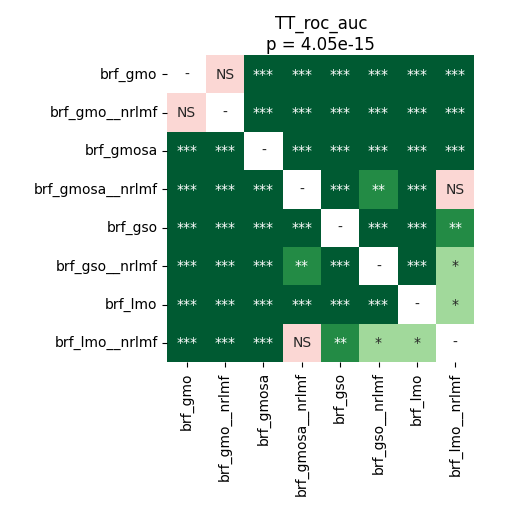 TT_roc_auc
p = 4.05e-15
brf_gmo - NS *** *** *** *** *** ***
brf_gmo__nrlmf NS - *** *** *** *** *** ***
brf_gmosa *** *** - *** *** *** *** ***
brf_gmosa__nrlmf *** *** *** - *** ** *** NS
brf_gso *** *** *** *** - *** *** **
brf_gso__nrlmf *** *** *** ** *** - *** *
brf_lmo *** *** *** *** *** *** - *
brf_lmo__nrlmf *** *** *** NS ** * * -
brf_gmo
brf_gmo__nrlmf
brf_gmosa
brf_gmosa__nrlmf
brf_gso
brf_gso__nrlmf
brf_lmo
brf_lmo__nrlmf